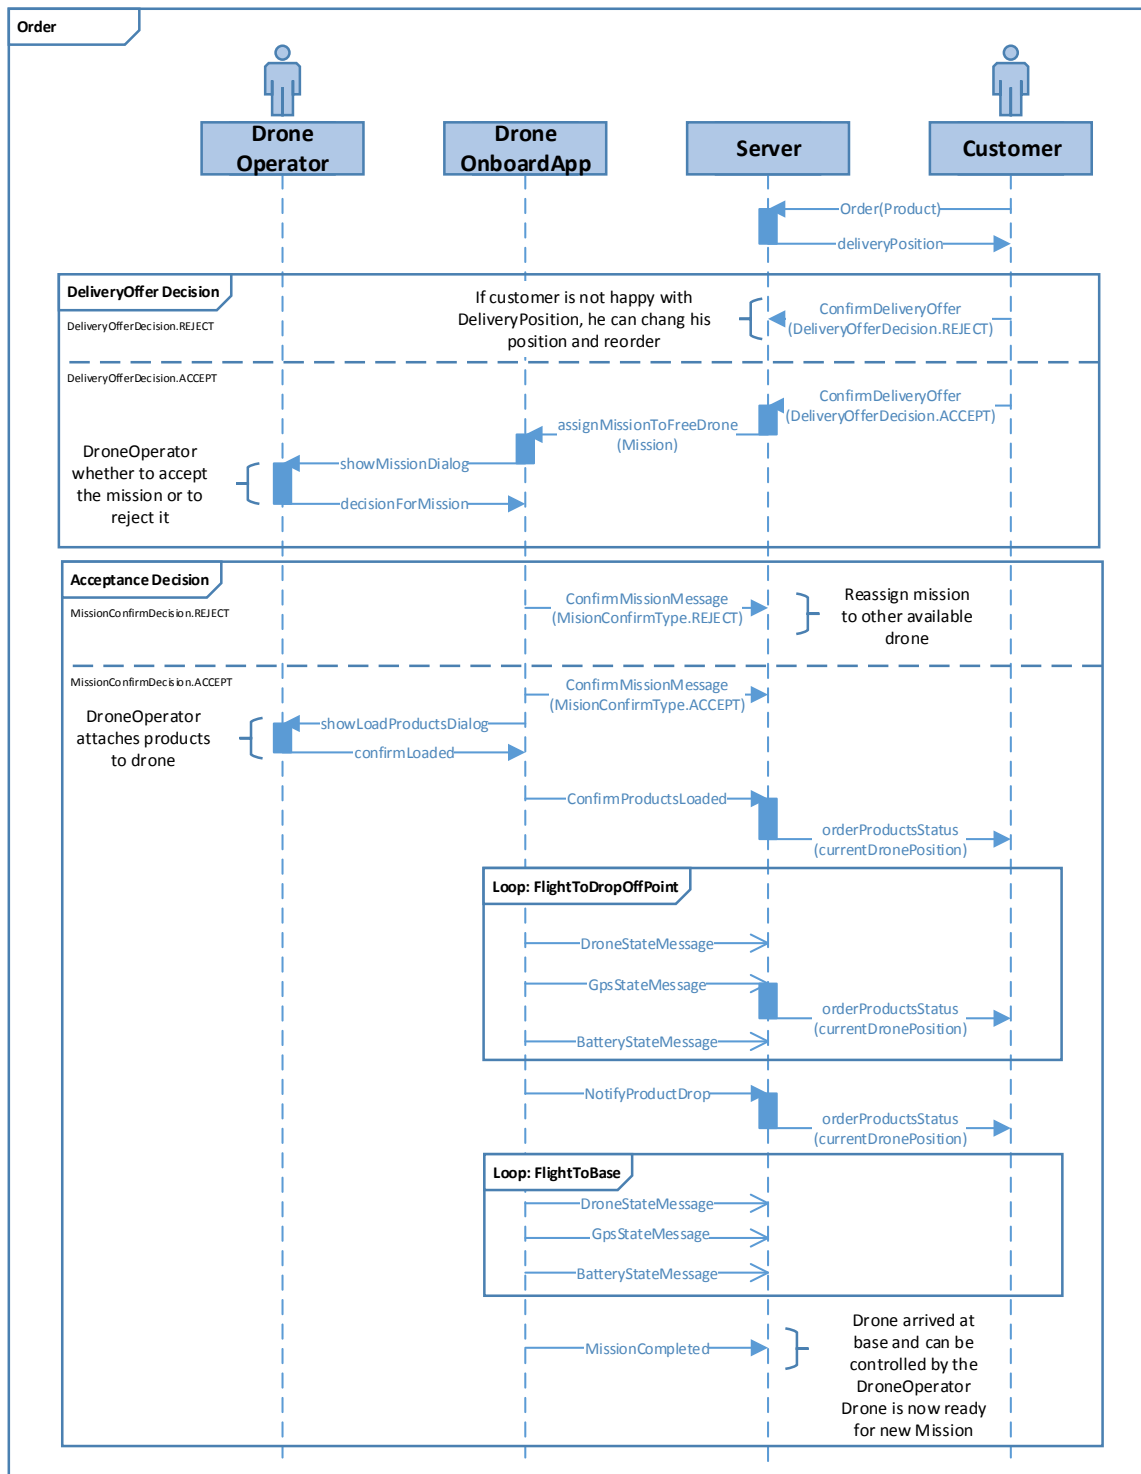 Order
Drone
Operator
Drone
OnboardApp
Server
Customer
Order(Product)
deliveryPosition
DeliveryOffer Decision
DeliveryOfferDecision.REJECT
If customer is not happy with
DeliveryPosition, he can chang his
position and reorder
ConfirmDeliveryOffer
(DeliveryOfferDecision.REJECT)
DeliveryOfferDecision.ACCEPT
ConfirmDeliveryOffer
(DeliveryOfferDecision.ACCEPT)
assignMissionToFreeDrone
(Mission)
DroneOperator
whether to accept
the mission or to
reject it
showMissionDialog
decisionForMission
Acceptance Decision
MissionConfirmDecision.REJECT
ConfirmMissionMessage
(MisionConfirmType.REJECT)
Reassign mission
to other available
drone
MissionConfirmDecision.ACCEPT
ConfirmMissionMessage
(MisionConfirmType.ACCEPT)
DroneOperator
attaches products
to drone
showLoadProductsDialog
confirmLoaded
ConfirmProductsLoaded
orderProductsStatus
(currentDronePosition)
Loop: FlightToDropOffPoint
DroneStateMessage
GpsStateMessage
orderProductsStatus
(currentDronePosition)
BatteryStateMessage
NotifyProductDrop
orderProductsStatus
(currentDronePosition)
Loop: FlightToBase
DroneStateMessage
GpsStateMessage
BatteryStateMessage
MissionCompleted
Drone arrived at
base and can be
controlled by the
DroneOperator
Drone is now ready
for new Mission